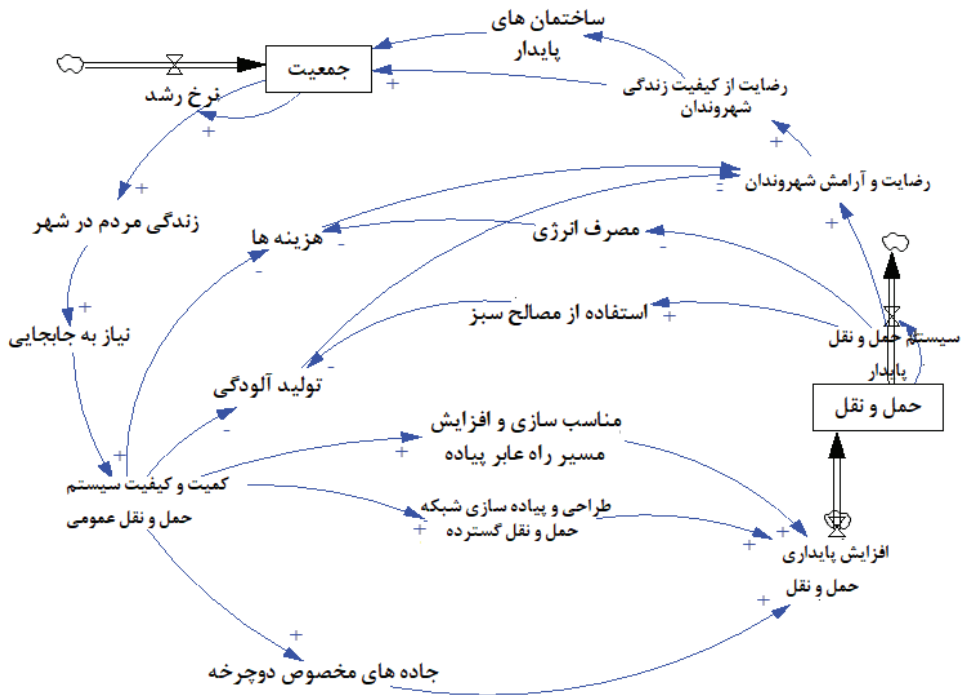 ساختمان های
پایدار
جمعیت
نرخ رشد
+
رضایت از کیفیت زندگی
شهروندان
+
+
رضایت و آرامش شهروندان
-
-
+
+
زندگی مردم در شهر
هزینه ها
-
-
مصرف انرژی
-
+
نیاز به جابجایی
استفاده از مصالح سبز
+
سیستم حمل و نقل
پایدار
تولید آلودگی
-
-
حمل و نقل
مناسب سازی و افزایش
مسیر راه عابر پیاده
+
+
کمیت و کیفیت سیستم
حمل و نقل عمومی
طراحی و پیاده سازی شبکه
حمل و نقل گسترده
+
+
+
افزایش پایداری
حمل و نقل
+
+
جاده های مخصوص دوچرخه